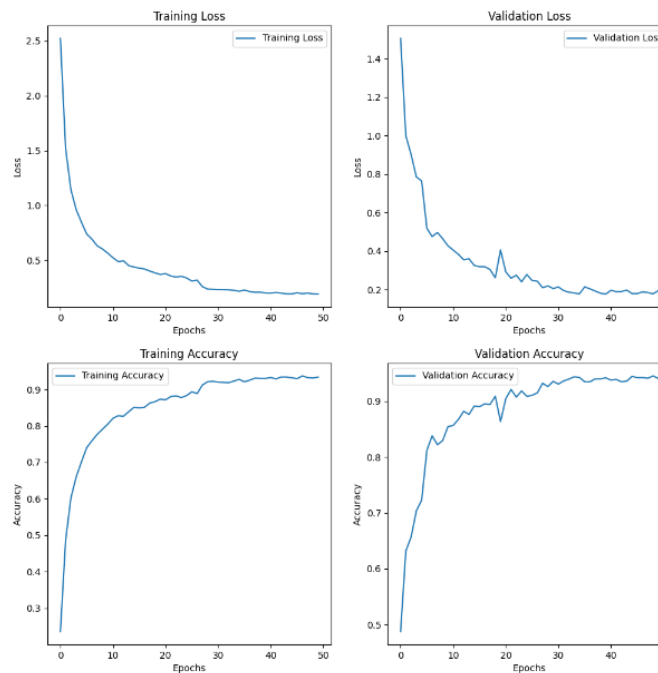 Training Loss
Training Loss
2.5
2.0
1.5
1.0
0.5
Loss
0 10 20 30 40 50
Epochs
Validation Loss
Validation Loss
1.4
1.2
1.0
0.8
0.6
0.4
0.2
Loss
0 10 20 30 40
Epochs
Training Accuracy
Training Accuracy
0.9
0.8
0.7
0.6
0.5
0.4
0.3
Accuracy
0 10 20 30 40 50
Epochs
Validation Accuracy
Validation Accuracy
0.9
0.8
0.7
0.6
0.5
Accuracy
0 10 20 30 40
Epochs